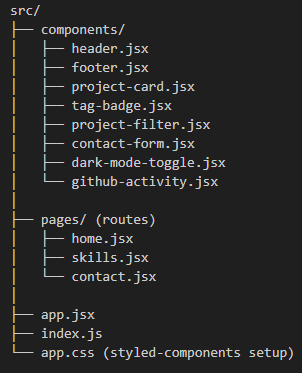 src/
├── components/
│   ├── header.jsx
│   ├── footer.jsx
│   ├── project-card.jsx
│   ├── tag-badge.jsx
│   ├── project-filter.jsx
│   ├── contact-form.jsx
│   ├── dark-mode-toggle.jsx
│   └── github-activity.jsx
│
├── pages/ (routes)
│   ├── home.jsx
│   ├── skills.jsx
│   └── contact.jsx
│
├── app.jsx
├── index.js
└── app.css (styled-components setup)